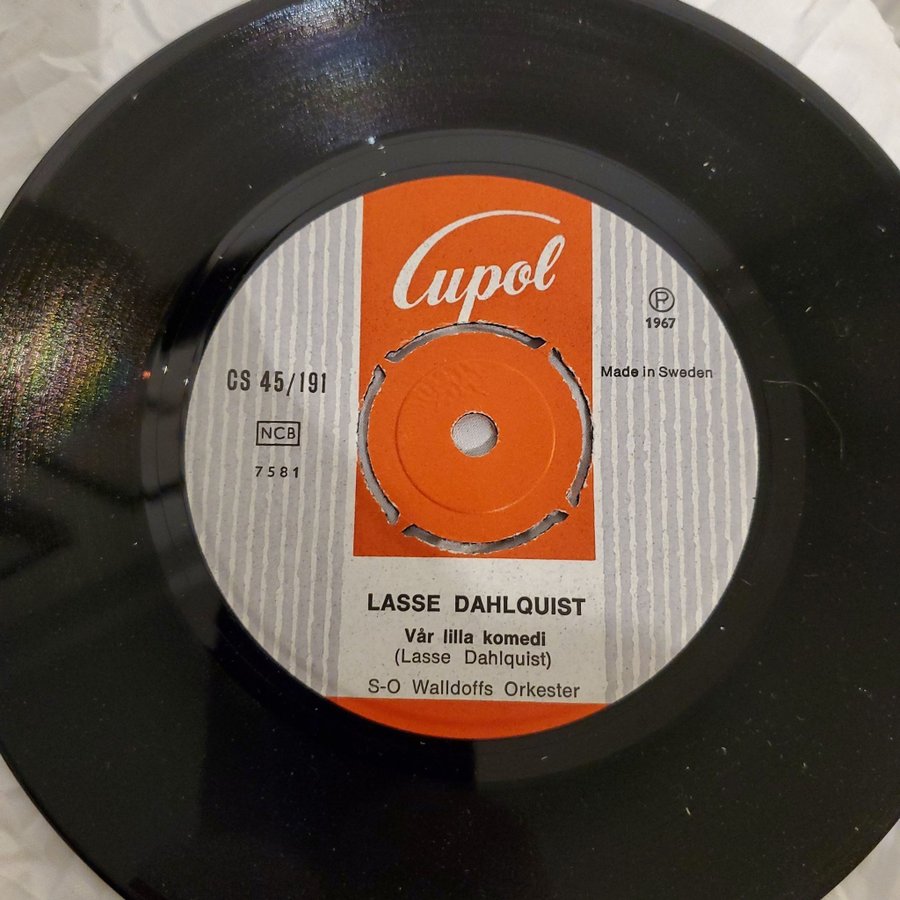 Cupol
Ⓟ
1967
CS 45/191
Made in Sweden
NCB
7581
LASSE DAHLQUIST
Vår lilla komedi
(Lasse Dahlquist)
S-O Walldoffs Orkester